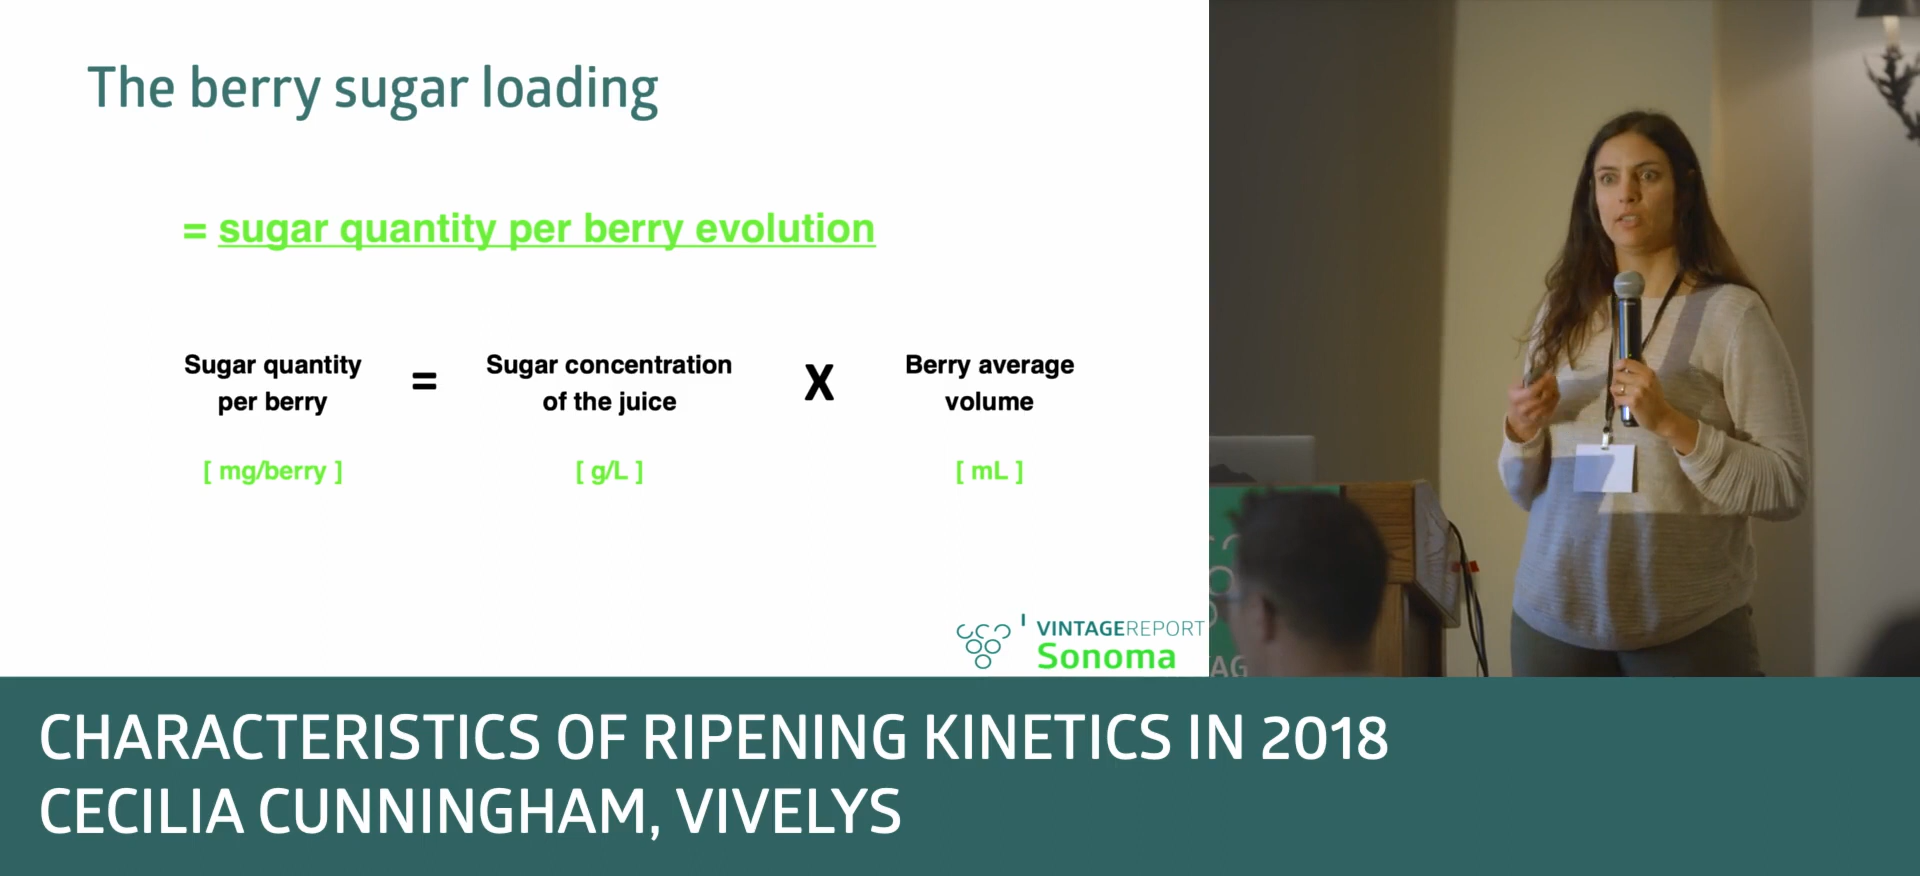 The berry sugar loading
= sugar quantity per berry evolution
Sugar quantity
per berry
=
Sugar concentration
of the juice
X
Berry average
volume
[ mg/berry ]
[ g/L ]
[ mL ]
VINTAGEREPORT
Sonoma
AG
CHARACTERISTICS OF RIPENING KINETICS IN 2018
CECILIA CUNNINGHAM, VIVELYS